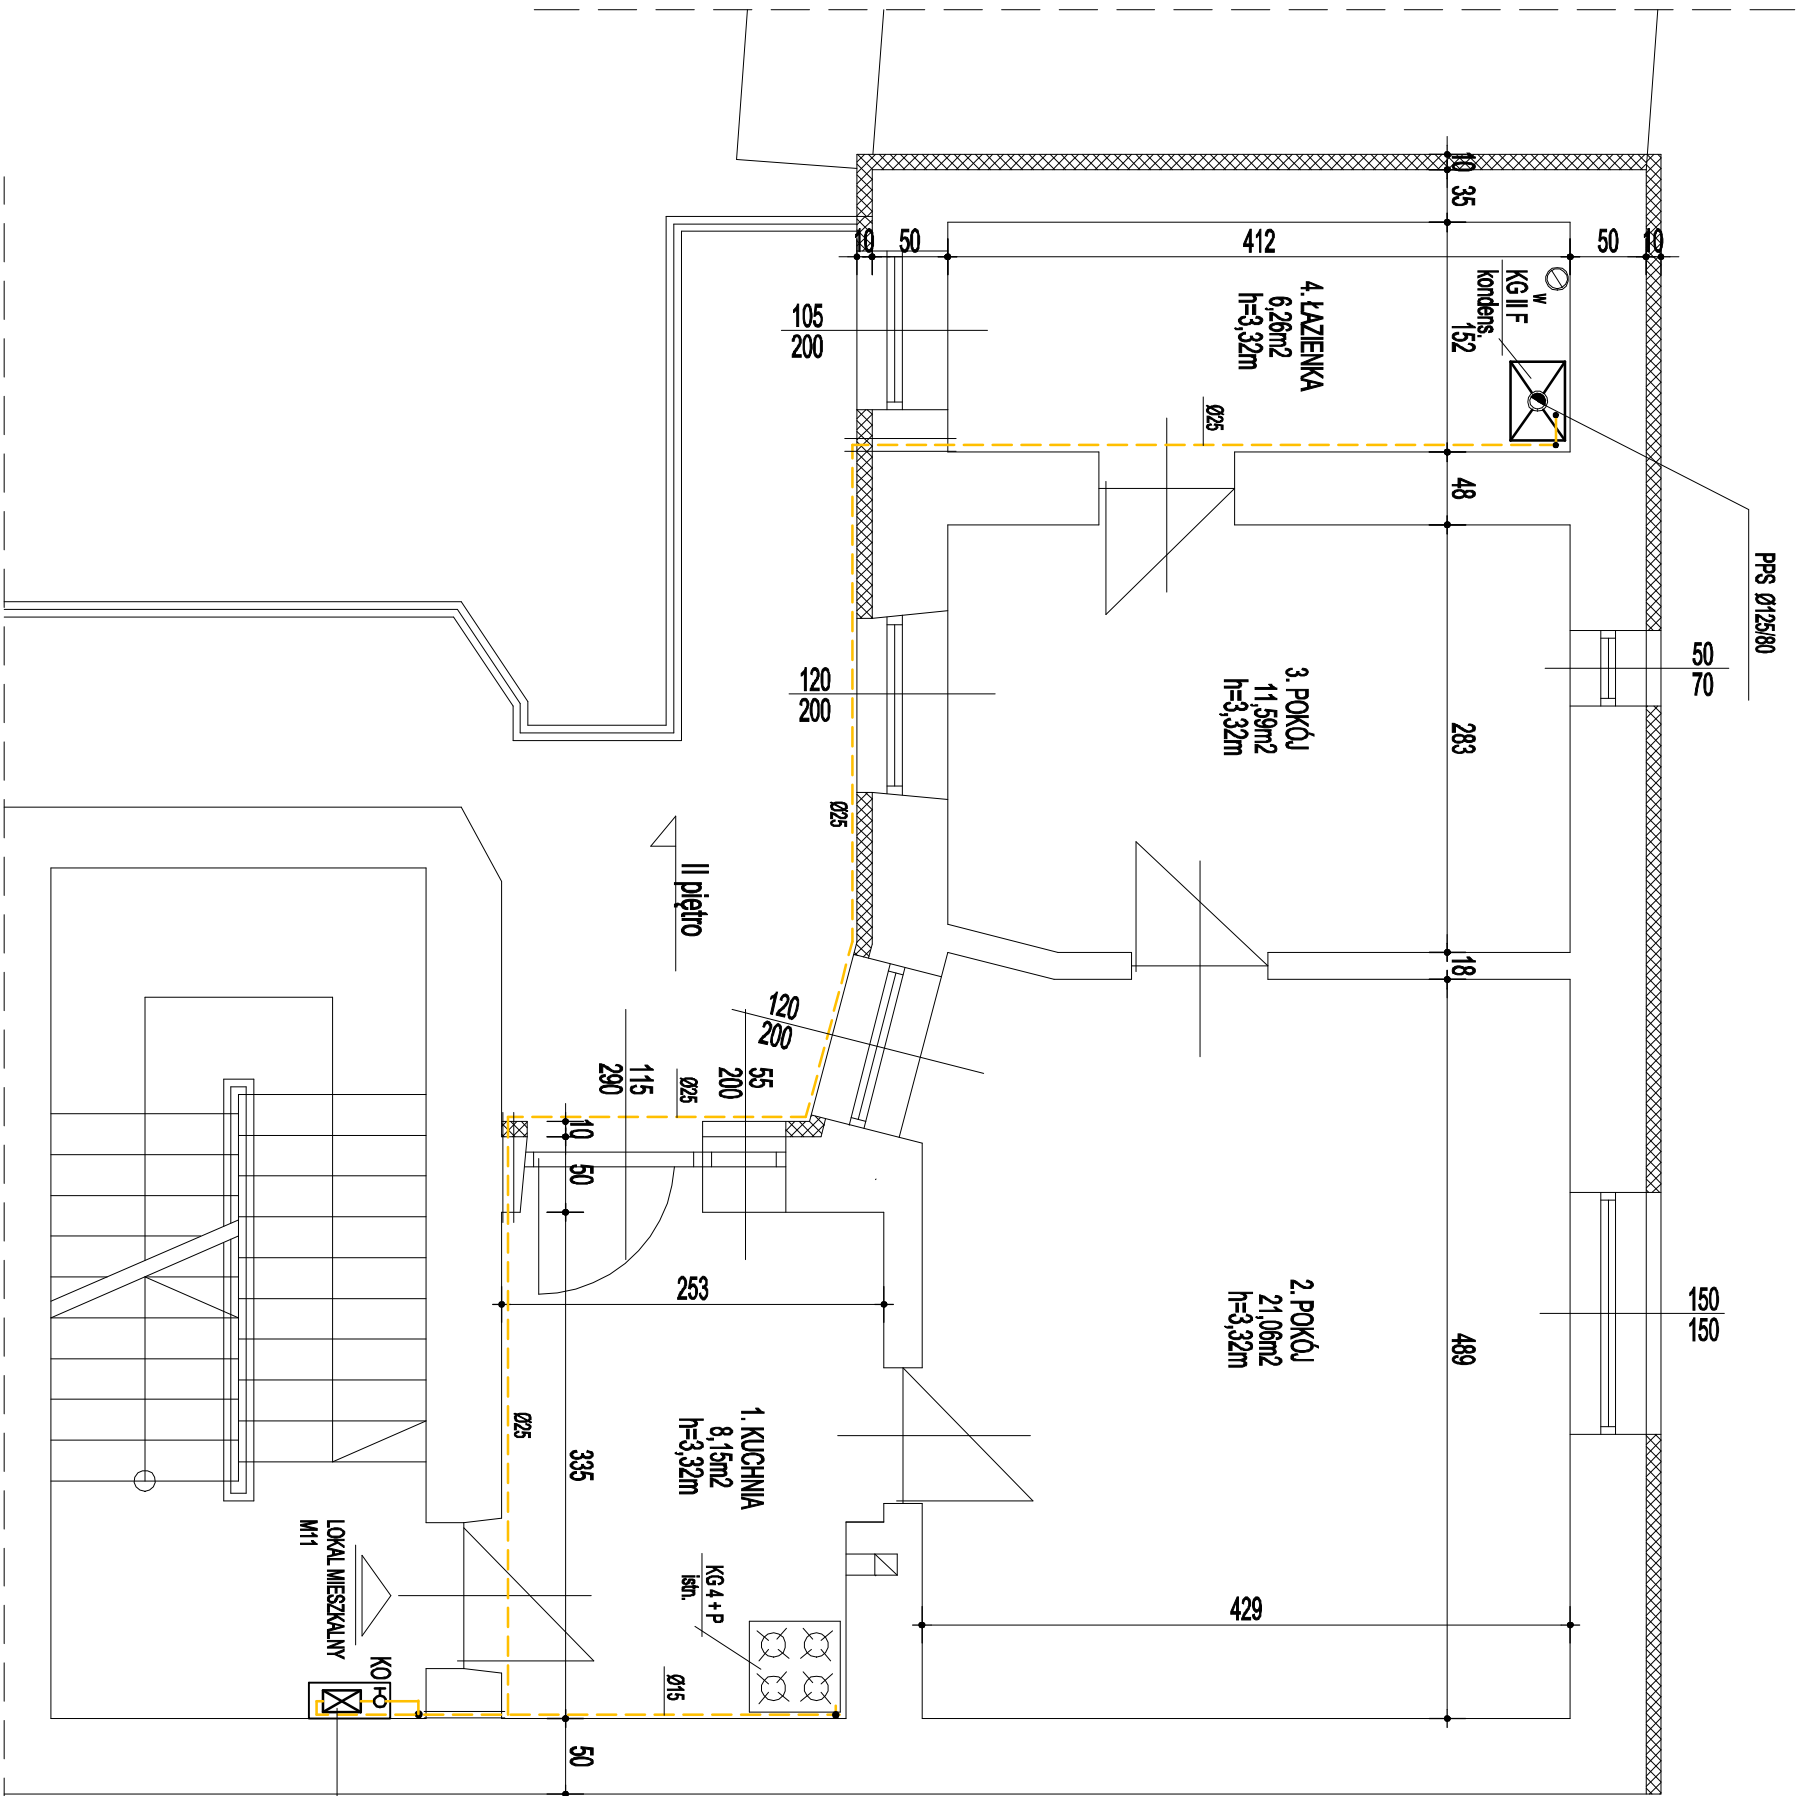 10
35
10
50
412
50
10
4. ŁAZIENKA
6,26m2
h=3,32m
w
KG II F
kondens.
152
105
200
Ø25
48
PPS Ø125/80
50
70
3. POKÓJ
11,59m2
h=3,32m
120
200
283
Ø25
II piętro
18
120
200
55
200
115
290
Ø25
10
50
253
2. POKÓJ
21,06m2
h=3,32m
150
150
489
1. KUCHNIA
8,15m2
h=3,32m
Ø25
335
LOKAL MIESZKALNY
M11
KG 4 + P
istn.
429
KO
Ø15
50